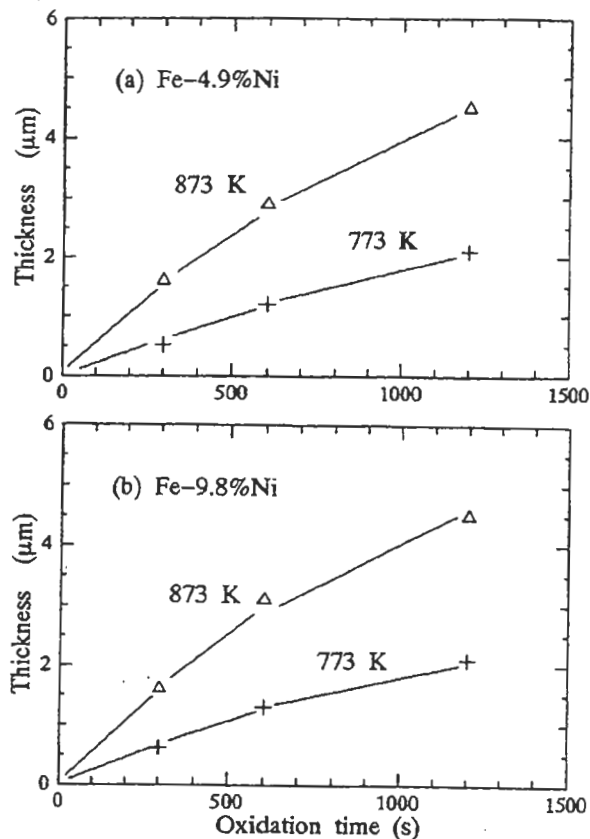 6
(a) Fe-4.9%Ni
4
873 K
Thickness (μm)
773 K
2
0
0 500 1000 1500
6
(b) Fe-9.8%Ni
4
873 K
Thickness (μm)
773 K
2
0
0 500 1000 1500
Oxidation time (s)